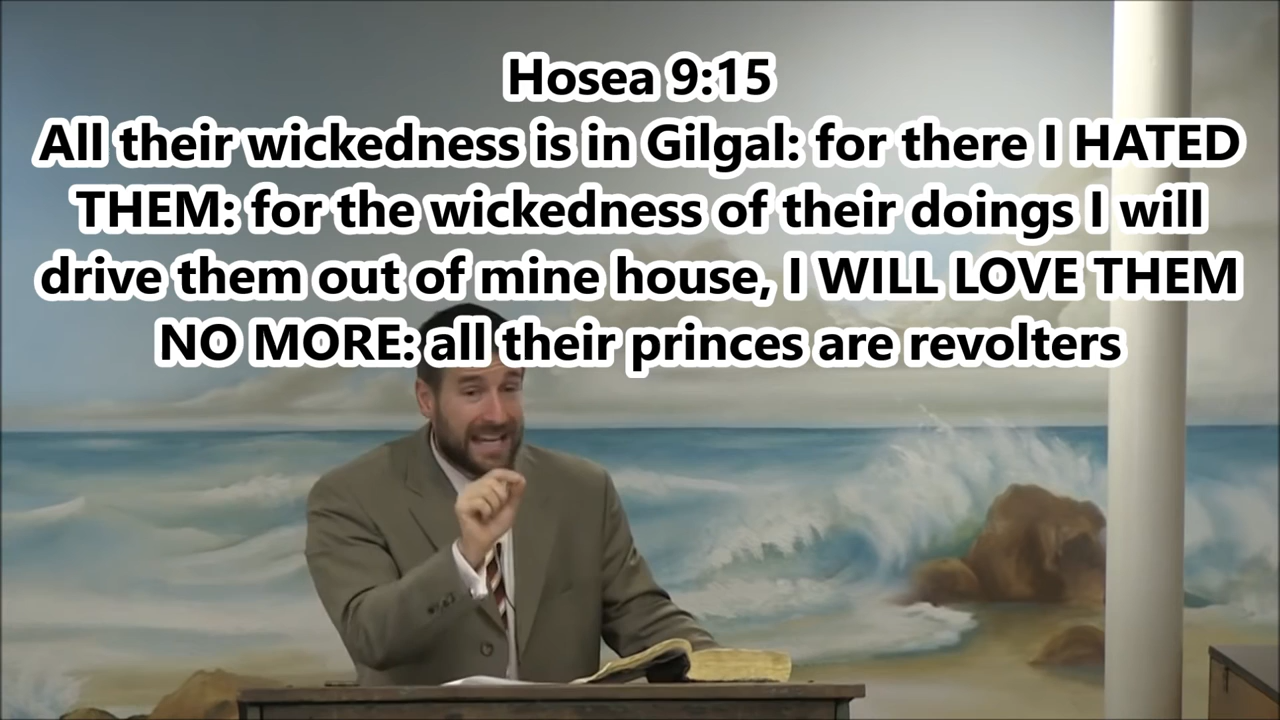 Hosea 9:15
All their wickedness is in Gilgal: for there I HATED
THEM: for the wickedness of their doings I will
drive them out of mine house, I WILL LOVE THEM
NO MORE: all their princes are revolters